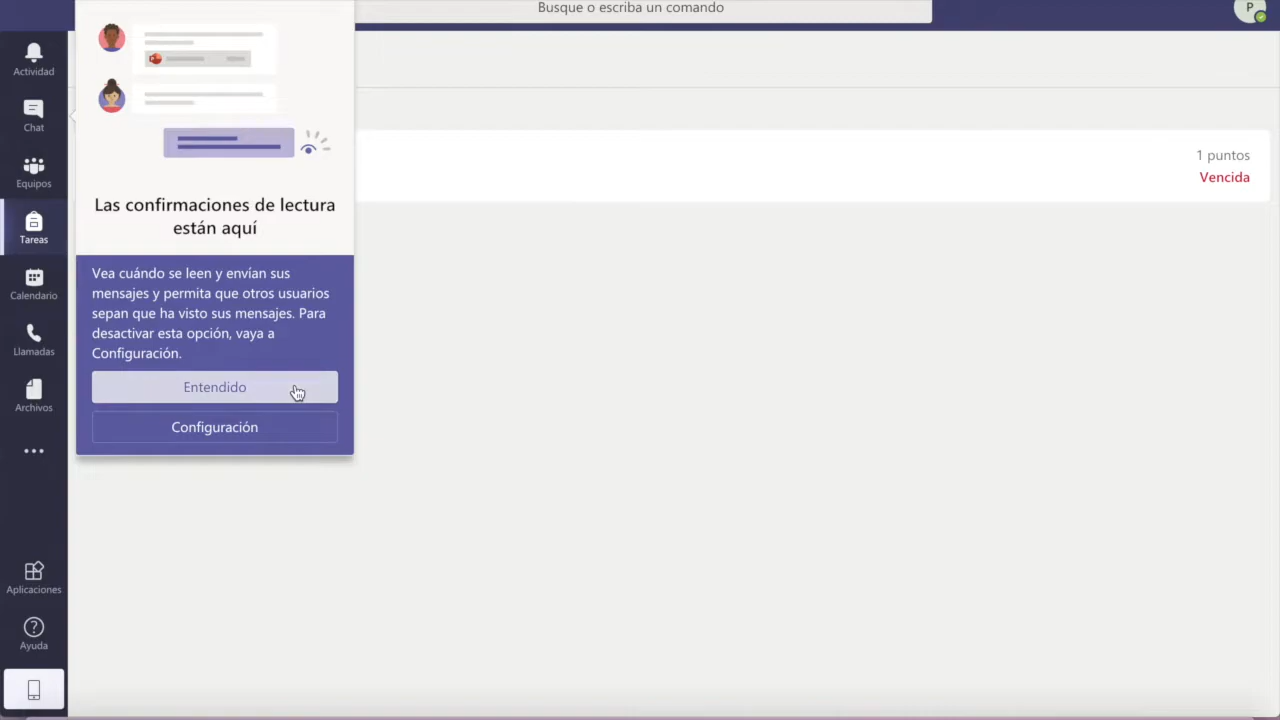 Busque o escriba un comando
P
Actividad
Chat
Equipos
Tareas
Calendario
Llamadas
Archivos
Aplicaciones
Ayuda
Las confirmaciones de lectura
están aquí
Vea cuándo se leen y envían sus
mensajes y permita que otros usuarios
sepan que ha visto sus mensajes. Para
desactivar esta opción, vaya a
Configuración.
Entendido
Configuración
1 puntos
Vencida